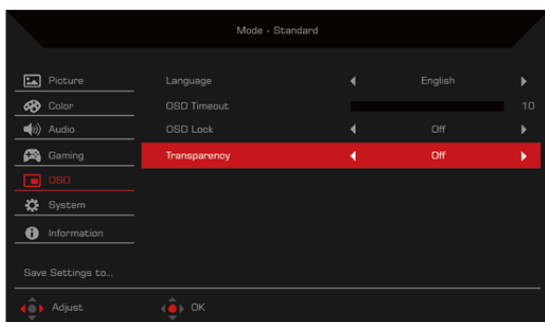 Mode - Standard
Picture
Language English
Color
OSD Timeout 10
Audio
OSD Lock Off
Gaming
Transparency Off
OSD
System
Information
Save Settings to...
Adjust OK